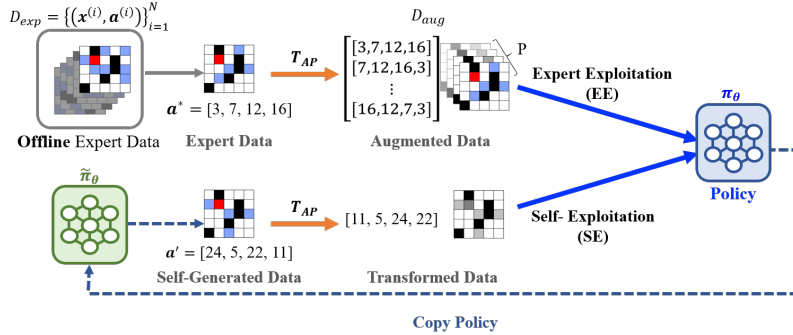 D_exp = {(x^(i), a^(i))}_{i=1}^N
D_aug
T_AP
[3,7,12,16]
[7,12,16,3]
⋮
[16,12,7,3]
P
Expert Exploitation
(EE)
π_θ
a* = [3, 7, 12, 16]
Offline Expert Data
Expert Data
Augmented Data
Policy
π̃_θ
T_AP
[11, 5, 24, 22]
Self- Exploitation
(SE)
a′ = [24, 5, 22, 11]
Self-Generated Data
Transformed Data
Copy Policy